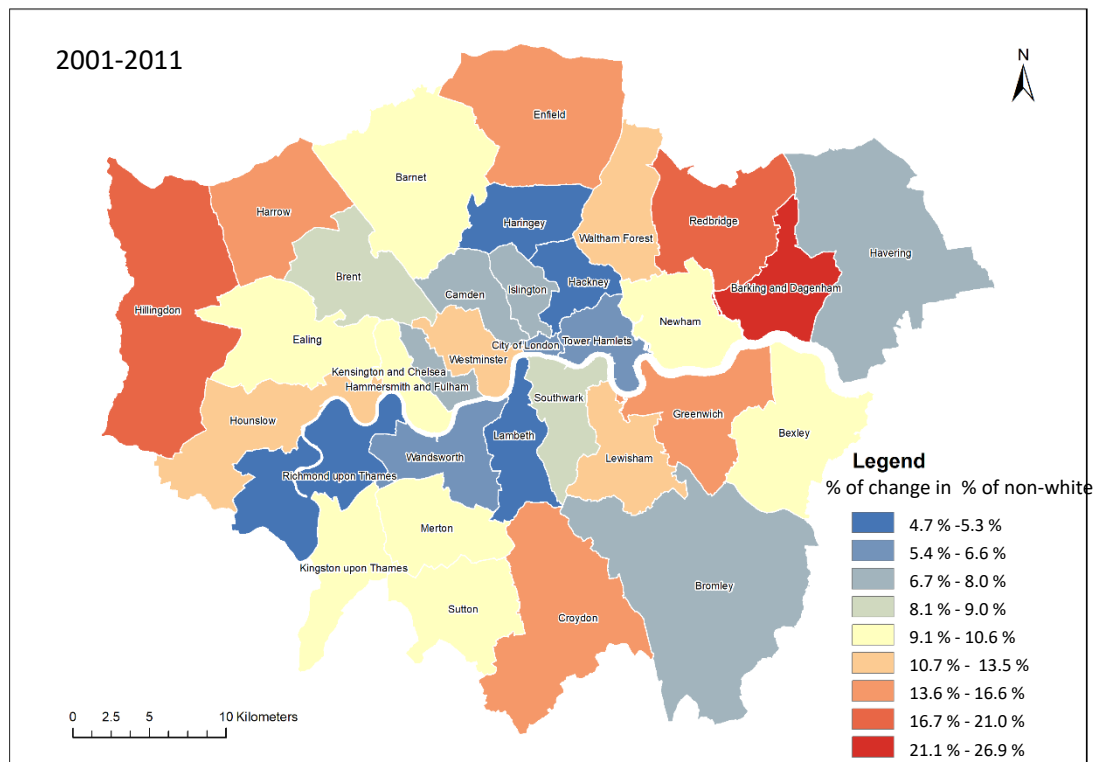 2001-2011
N
Enfield
Barnet
Harrow
Haringey
Waltham Forest
Redbridge
Havering
Brent
Hackney
Islington
Camden
Barking and Dagenham
Hillingdon
Newham
Ealing
City of London
Tower Hamlets
Westminster
Kensington and Chelsea
Hammersmith and Fulham
Southwark
Hounslow
Greenwich
Lambeth
Bexley
Wandsworth
Lewisham
Richmond upon Thames
Merton
Kingston upon Thames
Bromley
Sutton
Croydon
Legend
% of change in % of non-white
4.7 % -5.3 %
5.4 % - 6.6 %
6.7 % - 8.0 %
8.1 % - 9.0 %
9.1 % - 10.6 %
10.7 % - 13.5 %
13.6 % - 16.6 %
16.7 % - 21.0 %
21.1 % - 26.9 %
0 2.5 5 10 Kilometers